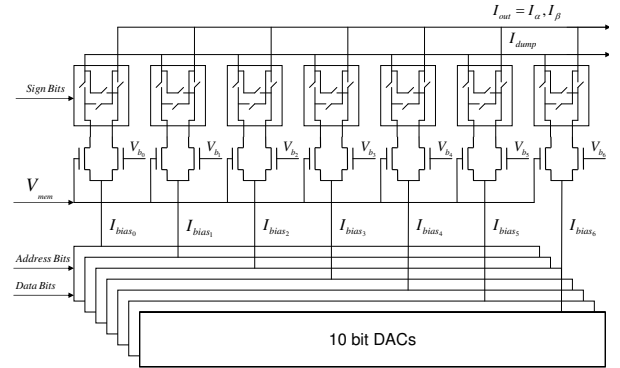 I_out = I_α , I_β
I_dump
Sign Bits
V_b0 V_b1 V_b2 V_b3 V_b4 V_b5 V_b6
V_mem
I_bias0 I_bias1 I_bias2 I_bias3 I_bias4 I_bias5 I_bias6
Address Bits
Data Bits
10 bit DACs